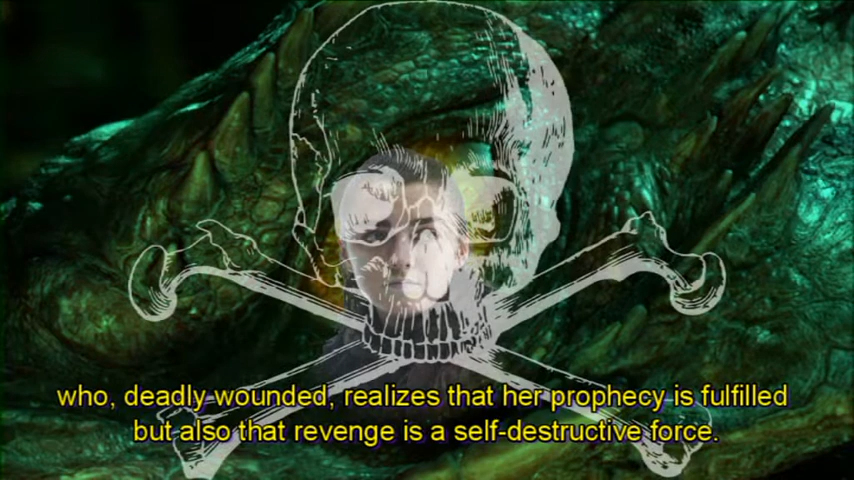 who, deadly wounded, realizes that her prophecy is fulfilled
but also that revenge is a self-destructive force.